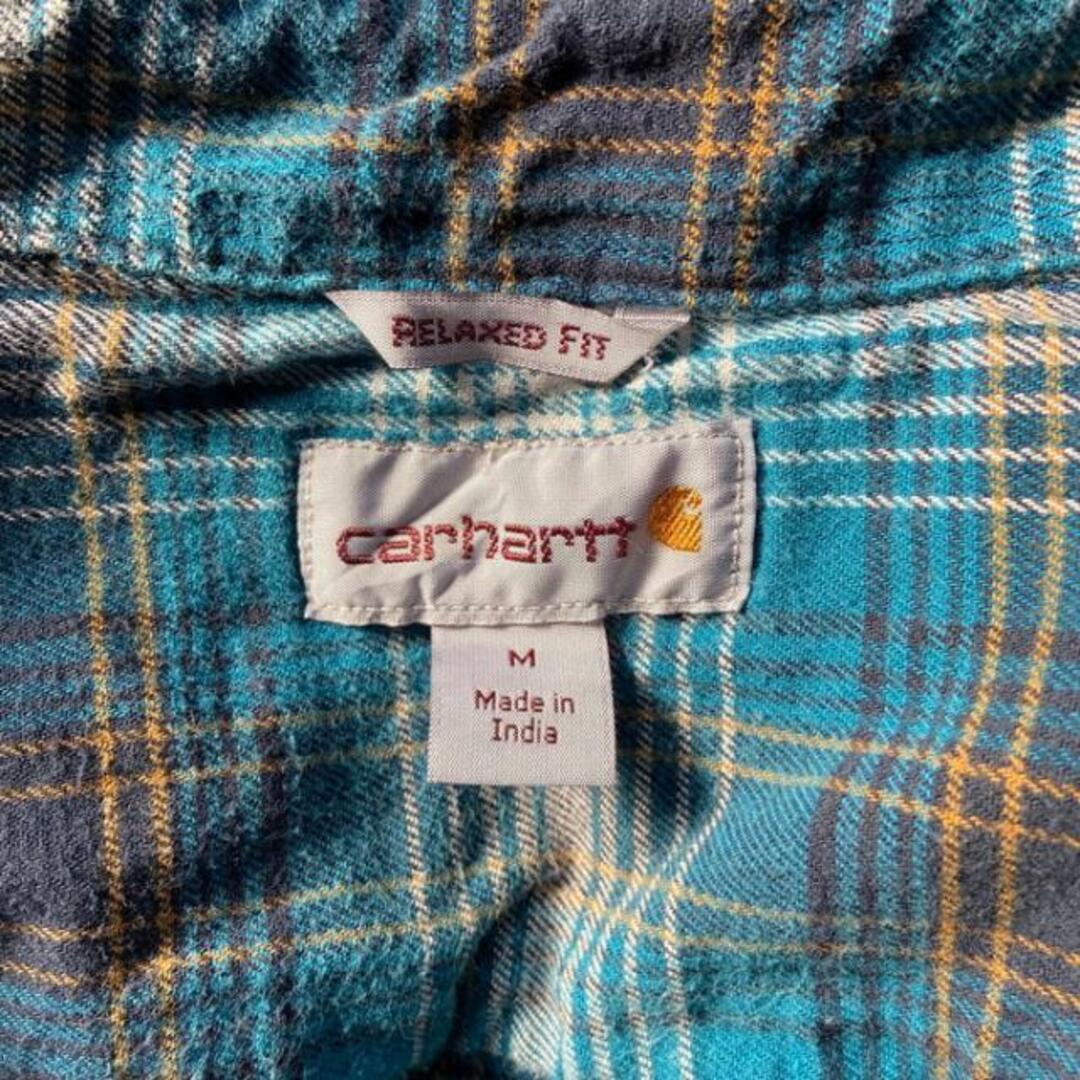 RELAXED FIT
carhartt
M
Made in
India